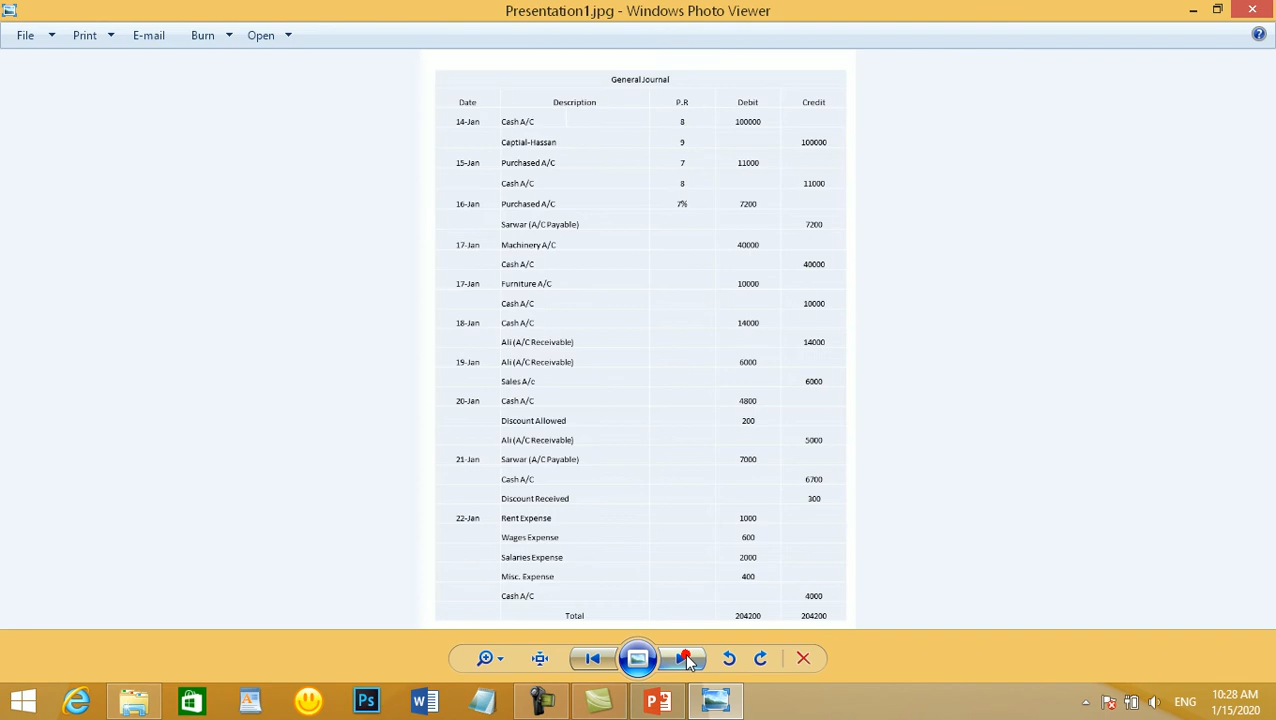 Presentation1.jpg - Windows Photo Viewer
File Print E-mail Burn Open
General Journal
Date Description P.R Debit Credit
14-Jan Cash A/C 8 100000
Captial-Hassan 9 100000
15-Jan Purchased A/C 7 11000
Cash A/C 8 11000
16-Jan Purchased A/C 7% 7200
Sarwar (A/C Payable) 7200
17-Jan Machinery A/C 40000
Cash A/C 40000
17-Jan Furniture A/C 10000
Cash A/C 10000
18-Jan Cash A/C 14000
Ali (A/C Receivable) 14000
19-Jan Ali (A/C Receivable) 6000
Sales A/c 6000
20-Jan Cash A/C 4800
Discount Allowed 200
Ali (A/C Receivable) 5000
21-Jan Sarwar (A/C Payable) 7000
Cash A/C 6700
Discount Received 300
22-Jan Rent Expense 1000
Wages Expense 600
Salaries Expense 2000
Misc. Expense 400
Cash A/C 4000
Total 204200 204200
Ps
ENG
10:28 AM
1/15/2020